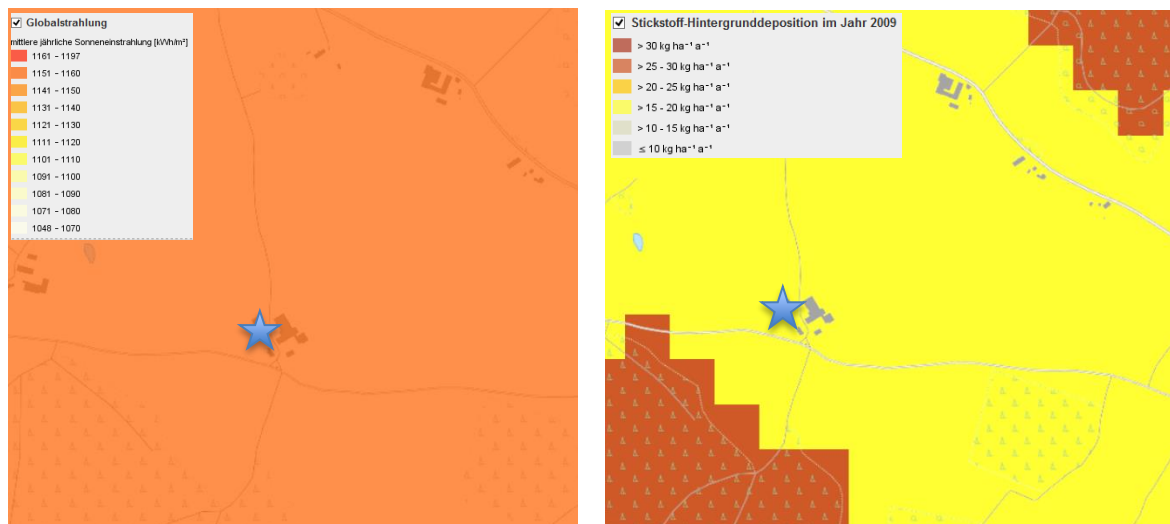 Globalstrahlung
mittlere jährliche Sonneneinstrahlung [kWh/m²]
1161 - 1197
1151 - 1160
1141 - 1150
1131 - 1140
1121 - 1130
1111 - 1120
1101 - 1110
1091 - 1100
1081 - 1090
1071 - 1080
1048 - 1070
Stickstoff-Hintergrunddeposition im Jahr 2009
> 30 kg ha⁻¹ a⁻¹
> 25 - 30 kg ha⁻¹ a⁻¹
> 20 - 25 kg ha⁻¹ a⁻¹
> 15 - 20 kg ha⁻¹ a⁻¹
> 10 - 15 kg ha⁻¹ a⁻¹
≤ 10 kg ha⁻¹ a⁻¹